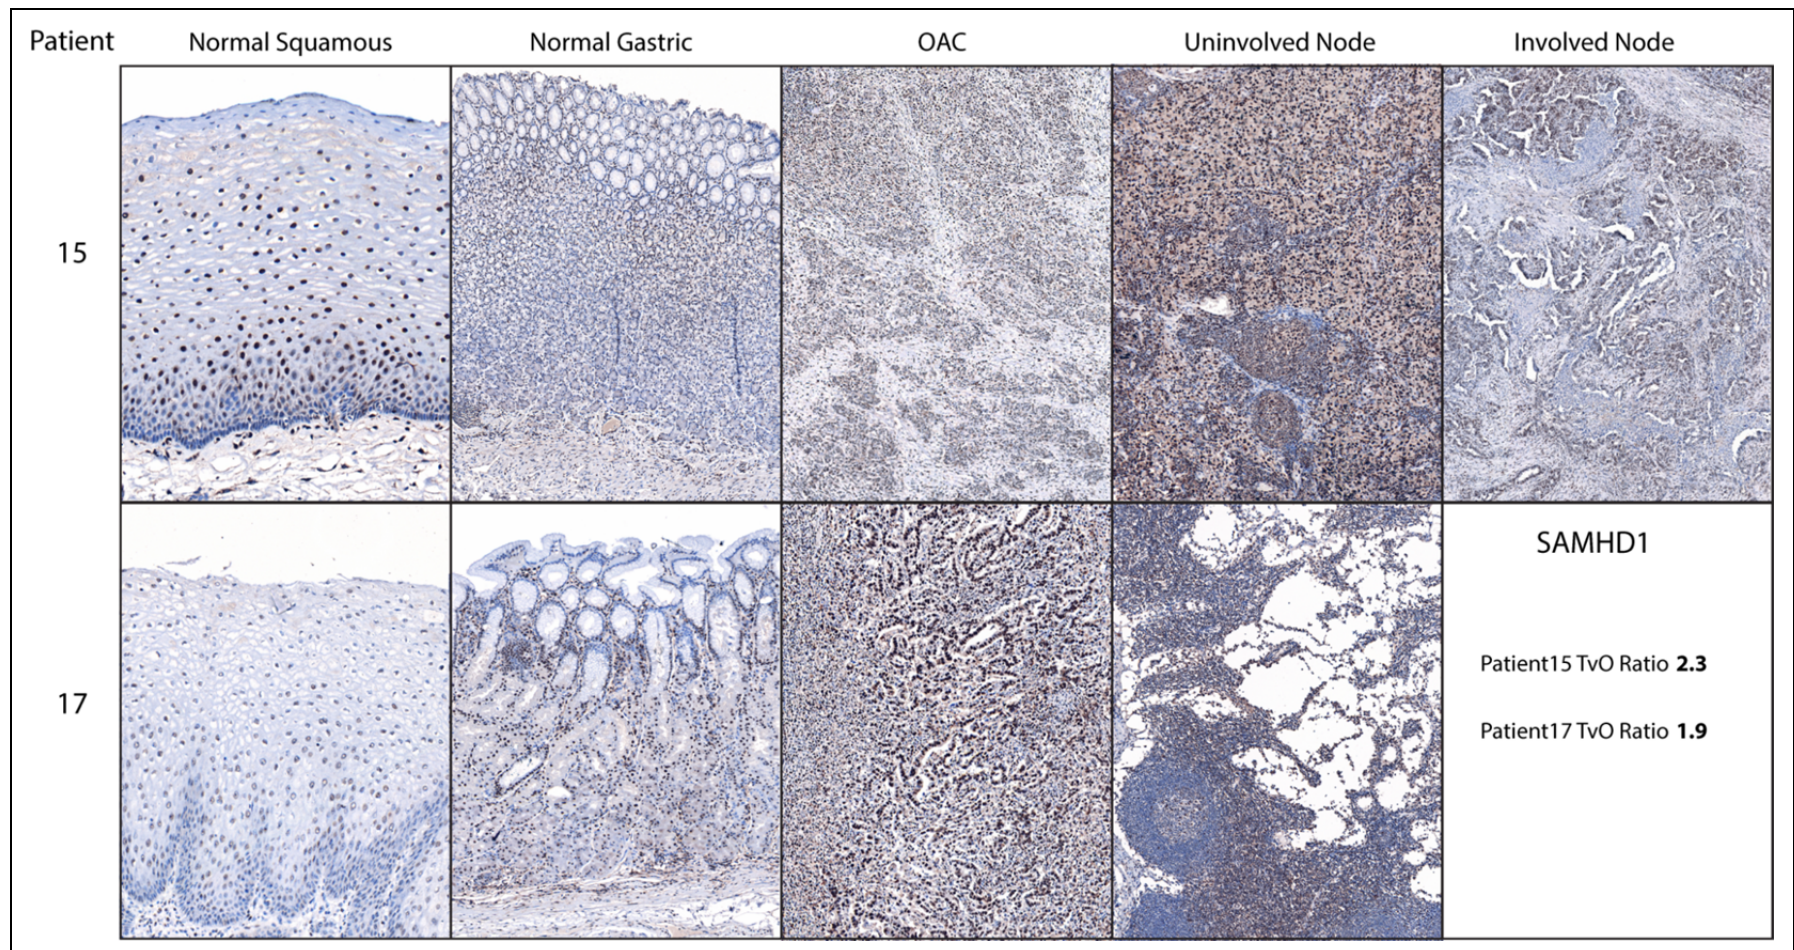 Patient Normal Squamous Normal Gastric OAC Uninvolved Node Involved Node
15
17
SAMHD1
Patient15 TvO Ratio 2.3
Patient17 TvO Ratio 1.9